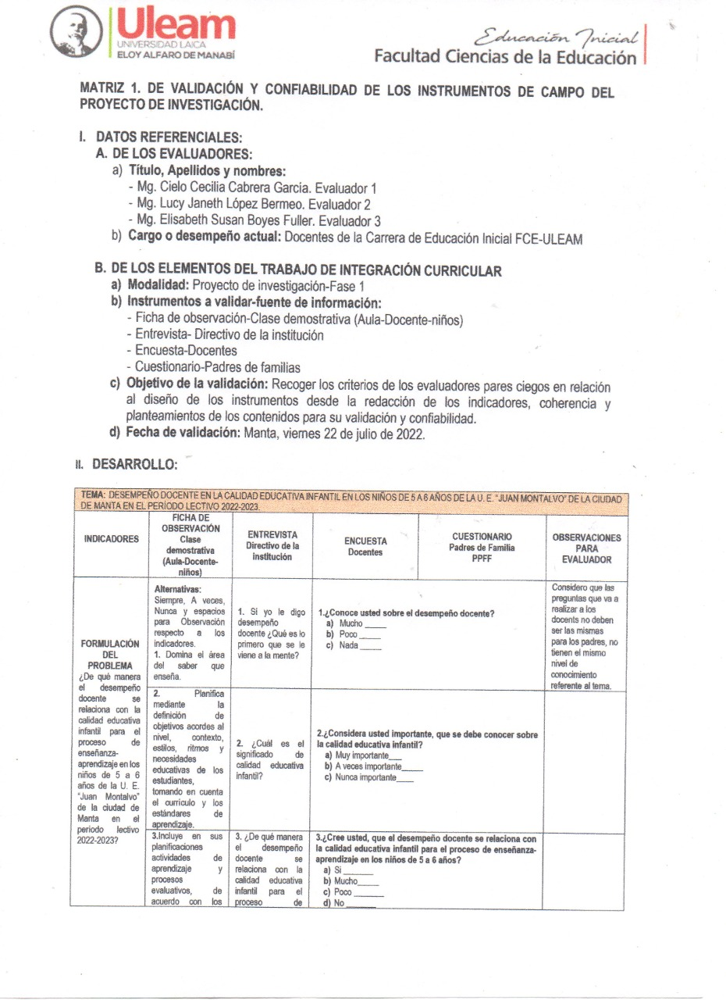 Uleam
UNIVERSIDAD LAICA
ELOY ALFARO DE MANABÍ
Educación Inicial
Facultad Ciencias de la Educación
MATRIZ 1. DE VALIDACIÓN Y CONFIABILIDAD DE LOS INSTRUMENTOS DE CAMPO DEL
PROYECTO DE INVESTIGACIÓN.
I. DATOS REFERENCIALES:
A. DE LOS EVALUADORES:
a) Título, Apellidos y nombres:
- Mg. Cielo Cecilia Cabrera García. Evaluador 1
- Mg. Lucy Janeth López Bermeo. Evaluador 2
- Mg. Elisabeth Susan Boyes Fuller. Evaluador 3
b) Cargo o desempeño actual: Docentes de la Carrera de Educación Inicial FCE-ULEAM
B. DE LOS ELEMENTOS DEL TRABAJO DE INTEGRACIÓN CURRICULAR
a) Modalidad: Proyecto de investigación-Fase 1
b) Instrumentos a validar-fuente de información:
- Ficha de observación-Clase demostrativa (Aula-Docente-niños)
- Entrevista- Directivo de la institución
- Encuesta-Docentes
- Cuestionario-Padres de familias
c) Objetivo de la validación: Recoger los criterios de los evaluadores pares ciegos en relación
al diseño de los instrumentos desde la redacción de los indicadores, coherencia y
planteamientos de los contenidos para su validación y confiabilidad.
d) Fecha de validación: Manta, viernes 22 de julio de 2022.
II. DESARROLLO:
TEMA: DESEMPEÑO DOCENTE EN LA CALIDAD EDUCATIVA INFANTIL EN LOS NIÑOS DE 5 A 6 AÑOS DE LA U. E. "JUAN MONTALVO" DE LA CIUDAD
DE MANTA EN EL PERÍODO LECTIVO 2022-2023.
INDICADORES
FICHA DE
OBSERVACIÓN
Clase
demostrativa
(Aula-Docente-
niños)
ENTREVISTA
Directivo de la
institución
ENCUESTA
Docentes
CUESTIONARIO
Padres de Familia
PPFF
OBSERVACIONES
PARA
EVALUADOR
FORMULACIÓN
DEL
PROBLEMA
¿De qué manera
el desempeño
docente se
relaciona con la
calidad educativa
infantil para el
proceso de
enseñanza-
aprendizaje en los
niños de 5 a 6
años de la U. E.
"Juan Montalvo"
de la ciudad de
Manta en el
periodo lectivo
2022-2023?
Alternativas:
Siempre, A veces,
Nunca y espacios
para Observación
respecto a los
indicadores.
1. Domina el área
del saber que
enseña.
1. Si yo le digo
desempeño
docente ¿Qué es lo
primero que se le
viene a la mente?
1.¿Conoce usted sobre el desempeño docente?
a) Mucho _____
b) Poco _____
c) Nada _____
Considero que las
preguntas que va a
realizar a los
docents no deben
ser las mismas
para los padres, no
tienen el mismo
nivel de
conocimiento
referente al tema.
2. Planifica
mediante la
definición de
objetivos acordes al
nivel, contexto,
estilos, ritmos y
necesidades
educativas de los
estudiantes,
tomando en cuenta
el currículo y los
estándares de
aprendizaje.
2. ¿Cuál es el
significado de
calidad educativa
infantil?
2.¿Considera usted importante, que se debe conocer sobre
la calidad educativa infantil?
a) Muy importante___
b) A veces importante_____
c) Nunca importante____
3.Incluye en sus
planificaciones
actividades de
aprendizaje y
procesos
evaluativos, de
acuerdo con los
3. ¿De qué manera
el desempeño
docente se
relaciona con la
calidad educativa
infantil para el
proceso de
3.¿Cree usted, que el desempeño docente se relaciona con
la calidad educativa infantil para el proceso de enseñanza-
aprendizaje en los niños de 5 a 6 años?
a) Si _______
b) Mucho_____
c) Poco _______
d) No _______